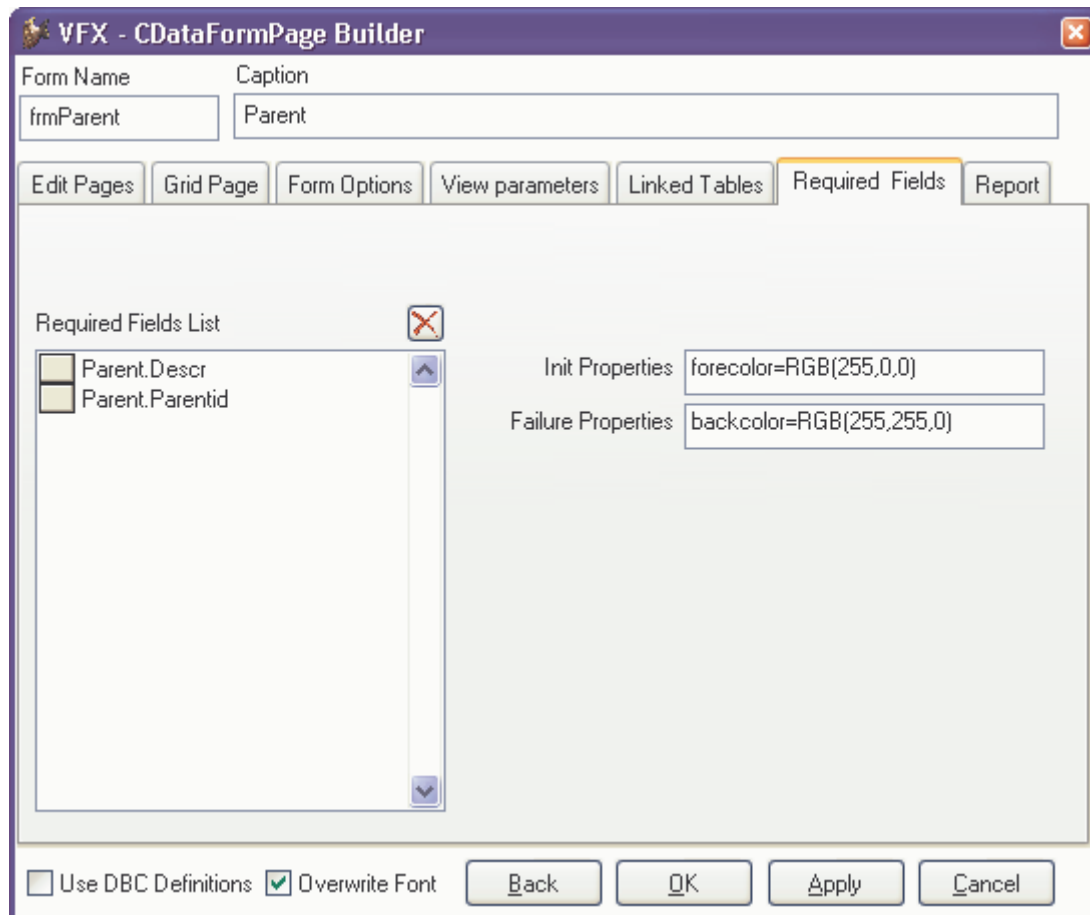 VFX - CDataFormPage Builder
Form Name Caption
frmParent Parent
Edit Pages Grid Page Form Options View parameters Linked Tables Required Fields Report
Required Fields List
Parent.Descr
Parent.Parentid
Init Properties forecolor=RGB(255,0,0)
Failure Properties backcolor=RGB(255,255,0)
Use DBC Definitions Overwrite Font Back OK Apply Cancel